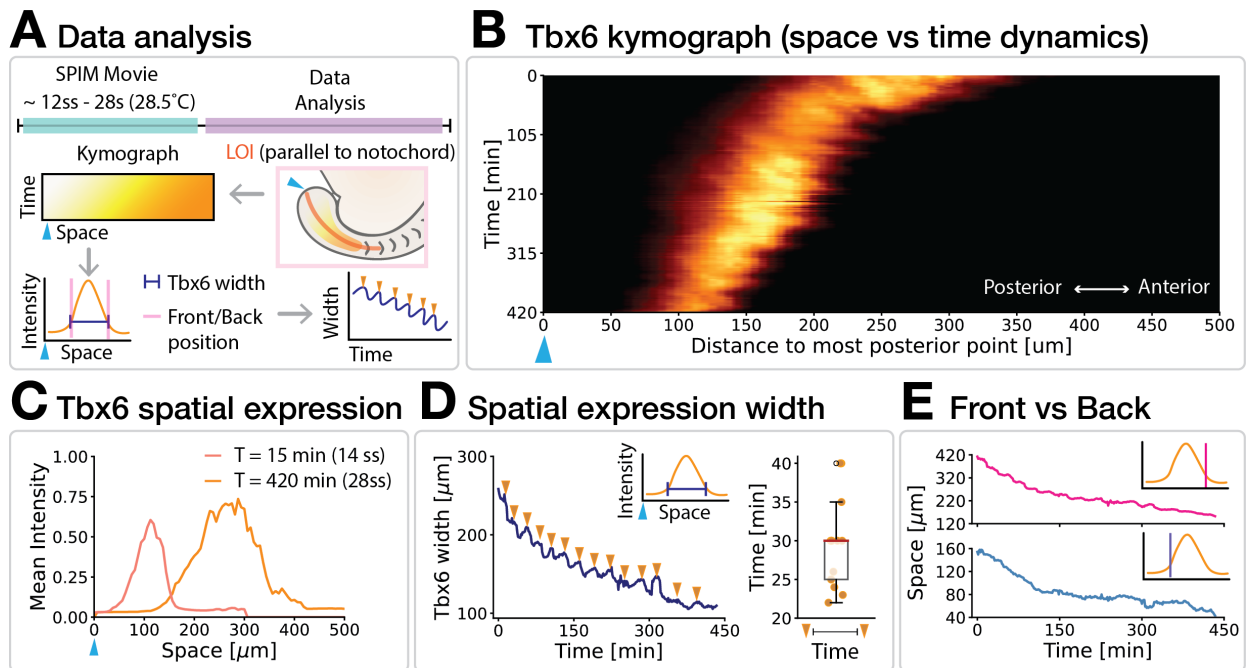 A Data analysis
SPIM Movie
~ 12ss - 28s (28.5˚C)
Data
Analysis
Kymograph
LOI (parallel to notochord)
Time
Space
Intensity
Space
Tbx6 width
Front/Back
position
Width
Time
B Tbx6 kymograph (space vs time dynamics)
Time [min]
0
105
210
315
420
Posterior
Anterior
0 50 100 150 200 250 300 350 400 450 500
Distance to most posterior point [um]
C Tbx6 spatial expression
Mean Intensity
1.00
0.75
0.50
0.25
0.00
T = 15 min (14 ss)
T = 420 min (28ss)
0 100 200 300 400 500
Space [μm]
D Spatial expression width
Tbx6 width [μm]
300
200
100
0 150 300 450
Time [min]
Intensity
Space
Time [min]
40
35
30
25
20
Time
E Front vs Back
Space [μm]
420
320
220
120
160
120
80
40
0 150 300 450
Time [min]